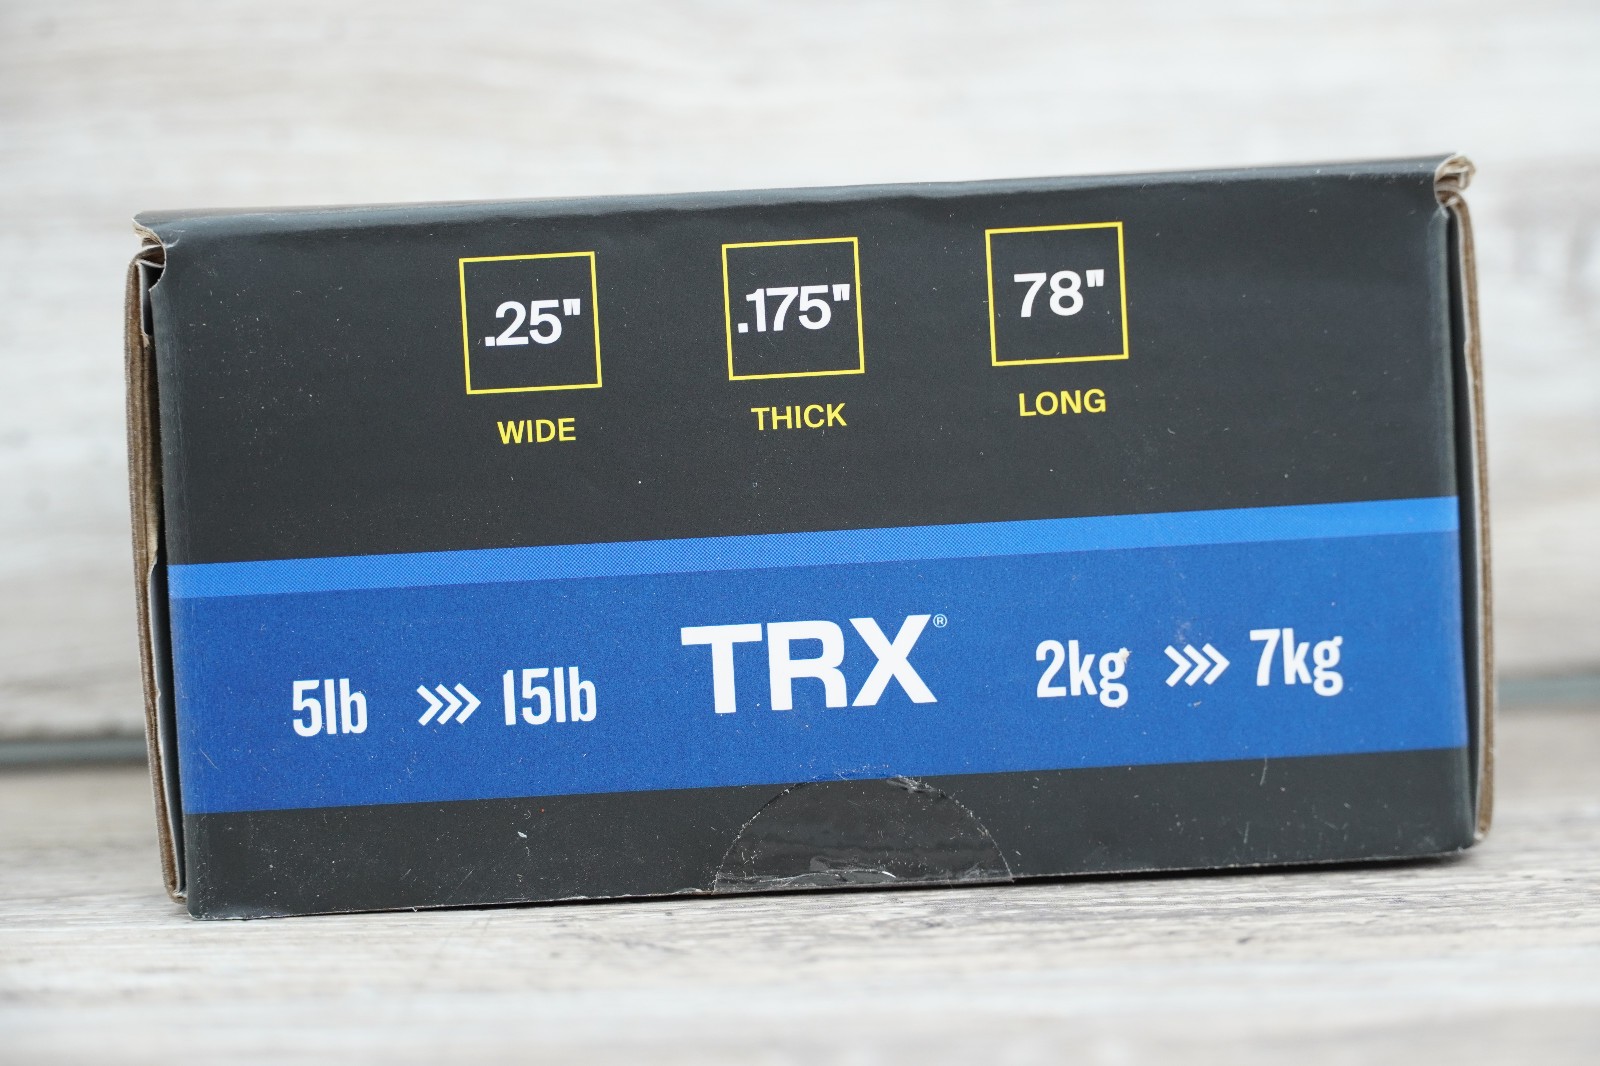 .25" .175" 78"
WIDE THICK LONG
5lb >>> 15lb TRX® 2kg >>> 7kg